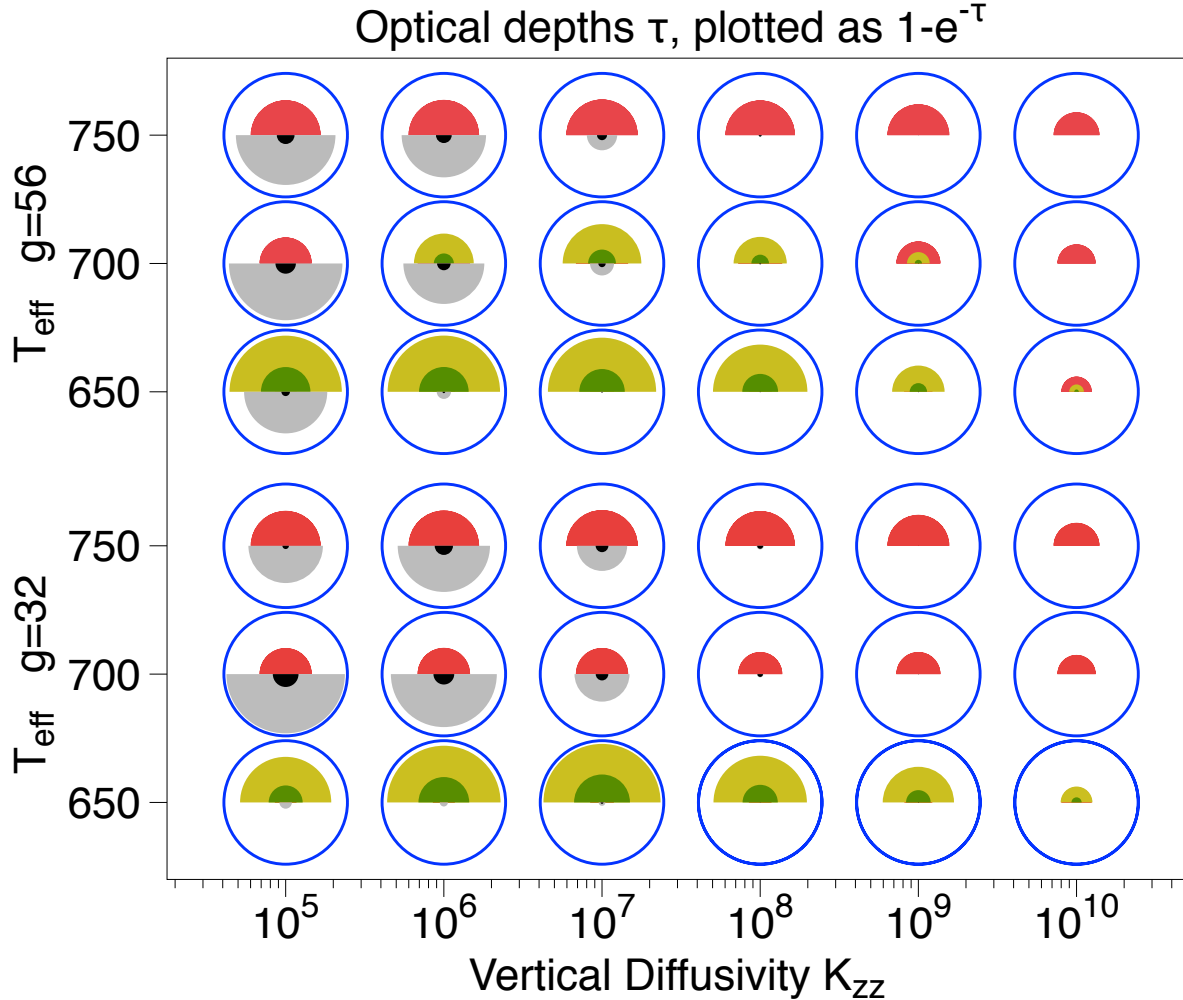 Optical depths τ, plotted as 1-e^-τ
T_eff g=56
750
700
650
T_eff g=32
750
700
650
10^5 10^6 10^7 10^8 10^9 10^10
Vertical Diffusivity K_zz